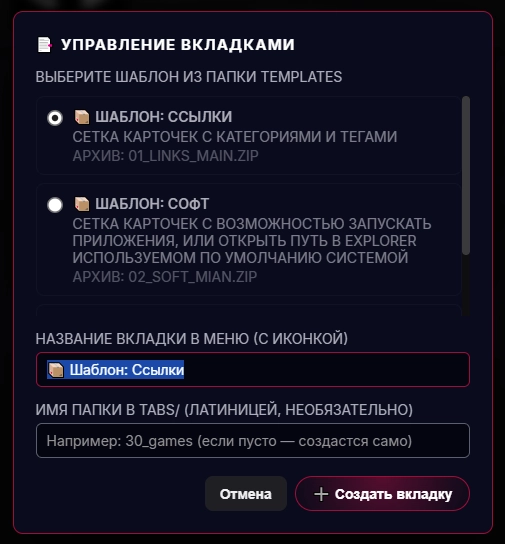 УПРАВЛЕНИЕ ВКЛАДКАМИ
ВЫБЕРИТЕ ШАБЛОН ИЗ ПАПКИ TEMPLATES
ШАБЛОН: ССЫЛКИ
СЕТКА КАРТОЧЕК С КАТЕГОРИЯМИ И ТЕГАМИ
АРХИВ: 01_LINKS_MAIN.ZIP
ШАБЛОН: СОФТ
СЕТКА КАРТОЧЕК С ВОЗМОЖНОСТЬЮ ЗАПУСКАТЬ
ПРИЛОЖЕНИЯ, ИЛИ ОТКРЫТЬ ПУТЬ В EXPLORER
ИСПОЛЬЗУЕМОМ ПО УМОЛЧАНИЮ СИСТЕМОЙ
АРХИВ: 02_SOFT_MIAN.ZIP
НАЗВАНИЕ ВКЛАДКИ В МЕНЮ (С ИКОНКОЙ)
Шаблон: Ссылки
ИМЯ ПАПКИ В TABS/ (ЛАТИНИЦЕЙ, НЕОБЯЗАТЕЛЬНО)
Например: 30_games (если пусто — создастся само)
Отмена
+ Создать вкладку